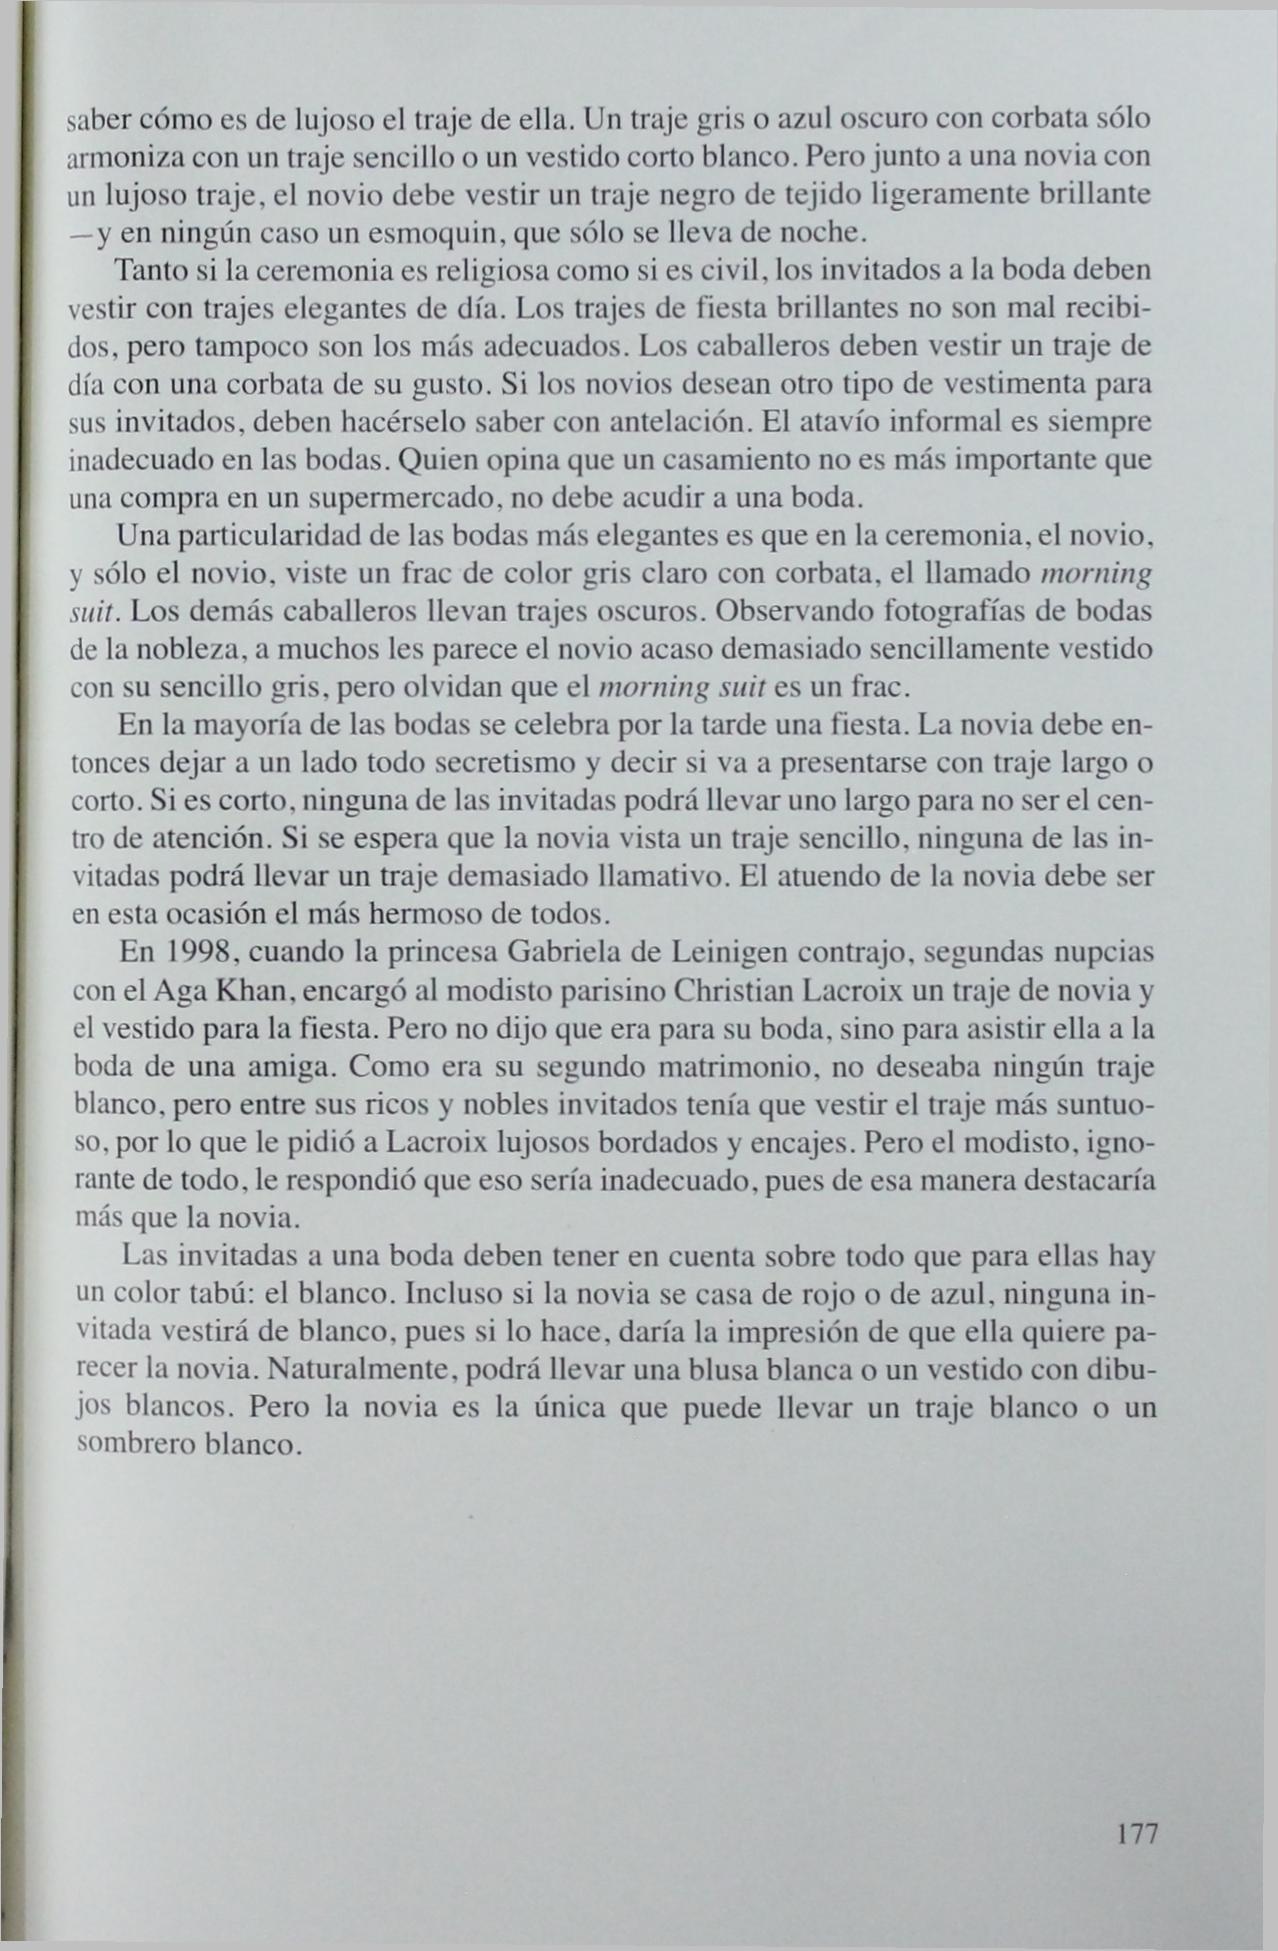 saber cómo es de lujoso el traje de ella. Un traje gris o azul oscuro con corbata sólo
armoniza con un traje sencillo o un vestido corto blanco. Pero junto a una novia con
un lujoso traje, el novio debe vestir un traje negro de tejido ligeramente brillante
—y en ningún caso un esmoquin, que sólo se lleva de noche.
Tanto si la ceremonia es religiosa como si es civil, los invitados a la boda deben
vestir con trajes elegantes de día. Los trajes de fiesta brillantes no son mal recibi-
dos, pero tampoco son los más adecuados. Los caballeros deben vestir un traje de
día con una corbata de su gusto. Si los novios desean otro tipo de vestimenta para
sus invitados, deben hacérselo saber con antelación. El atavío informal es siempre
inadecuado en las bodas. Quien opina que un casamiento no es más importante que
una compra en un supermercado, no debe acudir a una boda.
Una particularidad de las bodas más elegantes es que en la ceremonia, el novio,
y sólo el novio, viste un frac de color gris claro con corbata, el llamado morning
suit. Los demás caballeros llevan trajes oscuros. Observando fotografías de bodas
de la nobleza, a muchos les parece el novio acaso demasiado sencillamente vestido
con su sencillo gris, pero olvidan que el morning suit es un frac.
En la mayoría de las bodas se celebra por la tarde una fiesta. La novia debe en-
tonces dejar a un lado todo secretismo y decir si va a presentarse con traje largo o
corto. Si es corto, ninguna de las invitadas podrá llevar uno largo para no ser el cen-
tro de atención. Si se espera que la novia vista un traje sencillo, ninguna de las in-
vitadas podrá llevar un traje demasiado llamativo. El atuendo de la novia debe ser
en esta ocasión el más hermoso de todos.
En 1998, cuando la princesa Gabriela de Leinigen contrajo, segundas nupcias
con el Aga Khan, encargó al modisto parisino Christian Lacroix un traje de novia y
el vestido para la fiesta. Pero no dijo que era para su boda, sino para asistir ella a la
boda de una amiga. Como era su segundo matrimonio, no deseaba ningún traje
blanco, pero entre sus ricos y nobles invitados tenía que vestir el traje más suntuo-
so, por lo que le pidió a Lacroix lujosos bordados y encajes. Pero el modisto, igno-
rante de todo, le respondió que eso sería inadecuado, pues de esa manera destacaría
más que la novia.
Las invitadas a una boda deben tener en cuenta sobre todo que para ellas hay
un color tabú: el blanco. Incluso si la novia se casa de rojo o de azul, ninguna in-
vitada vestirá de blanco, pues si lo hace, daría la impresión de que ella quiere pa-
recer la novia. Naturalmente, podrá llevar una blusa blanca o un vestido con dibu-
jos blancos. Pero la novia es la única que puede llevar un traje blanco o un
sombrero blanco.
177